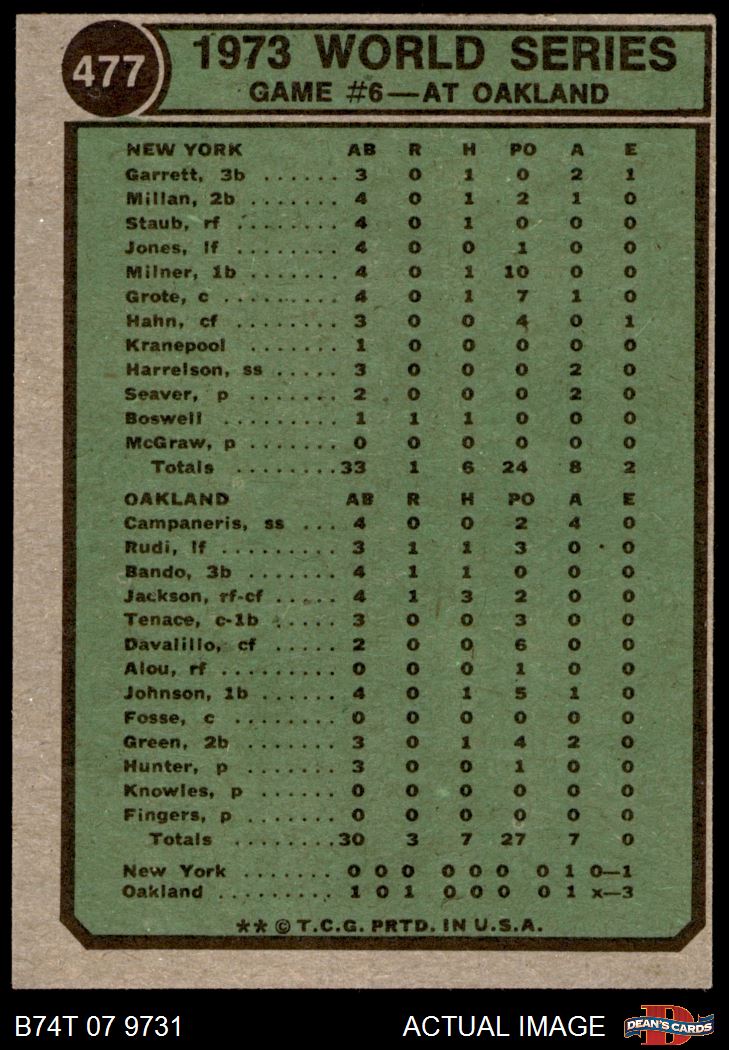 477
1973 WORLD SERIES
GAME #6—AT OAKLAND
NEW YORK AB R H PO A E
Garrett, 3b ...... 3 0 1 0 2 1
Millan, 2b ....... 4 0 1 2 1 0
Staub, rf ........ 4 0 1 0 0 0
Jones, lf ........ 4 0 0 1 0 0
Milner, 1b ....... 4 0 1 10 0 0
Grote, c ......... 4 0 1 7 1 0
Hahn, cf ........ 3 0 0 4 0 1
Kranepool ....... 1 0 0 0 0 0
Harrelson, ss ..... 3 0 0 0 2 0
Seaver, p ........ 2 0 0 0 2 0
Boswell ........ 1 1 1 0 0 0
McGraw, p ....... 0 0 0 0 0 0
Totals ........ 33 1 6 24 8 2
OAKLAND AB R H PO A E
Campaneris, ss ... 4 0 0 2 4 0
Rudi, lf ......... 3 1 1 3 0 0
Bando, 3b ....... 4 1 1 0 0 0
Jackson, rf-cf ..... 4 1 3 2 0 0
Tenace, c-1b ..... 3 0 0 3 0 0
Davalillo, cf ...... 2 0 0 6 0 0
Alou, rf ......... 0 0 0 1 0 0
Johnson, 1b ...... 4 0 1 5 1 0
Fosse, c ........ 0 0 0 0 0 0
Green, 2b ....... 3 0 1 4 2 0
Hunter, p ....... 3 0 0 1 0 0
Knowles, p ...... 0 0 0 0 0 0
Fingers, p ....... 0 0 0 0 0 0
Totals ........ 30 3 7 27 7 0
New York ....... 0 0 0 0 0 0 0 1 0—1
Oakland ......... 1 0 1 0 0 0 0 1 x—3
** © T.C.G. PRTD. IN U.S.A.
B74T 07 9731 ACTUAL IMAGE DEAN'S CARDS